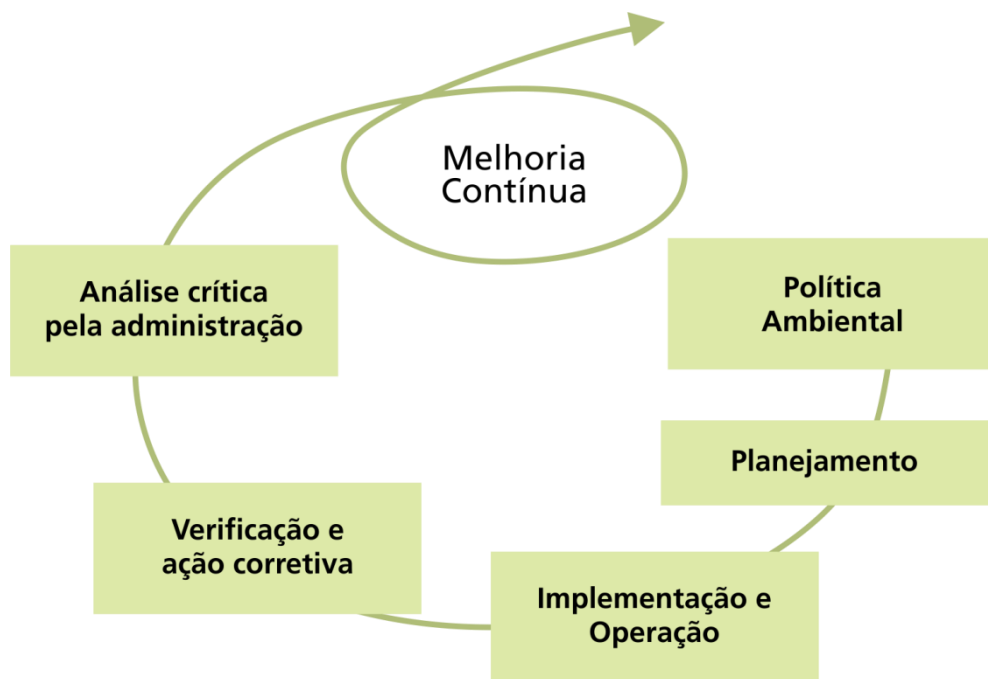 Melhoria
Contínua
Análise crítica
pela administração
Política
Ambiental
Planejamento
Verificação e
ação corretiva
Implementação e
Operação